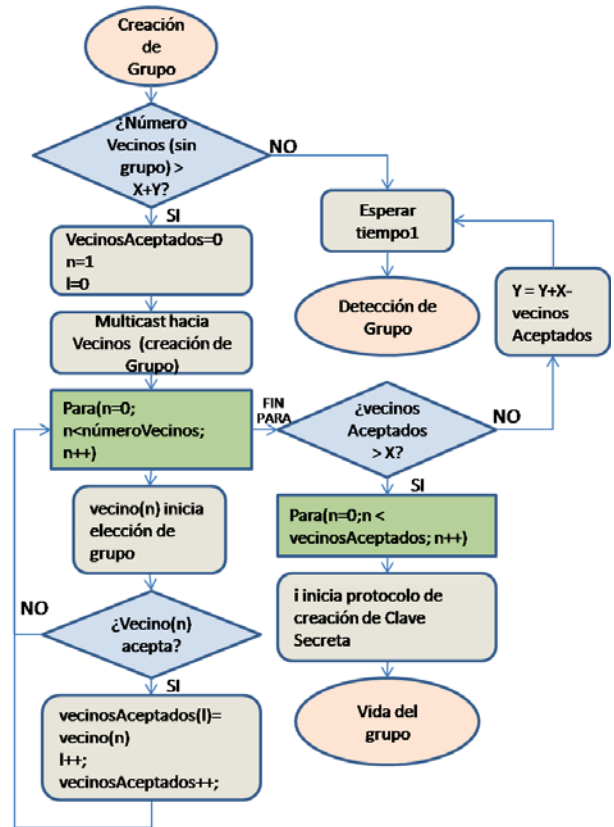 Creación
de
Grupo
¿Número
Vecinos (sin
grupo) >
X+Y?
NO
SI
VecinosAceptados=0
n=1
l=0
Multicast hacia
Vecinos (creación de
Grupo)
Para(n=0;
n<númeroVecinos;
n++)
FIN
PARA
vecino(n) inicia
elección de
grupo
NO
¿Vecino(n)
acepta?
SI
vecinosAceptados(l)=
vecino(n)
l++;
vecinosAceptados++;
Esperar
tiempo1
Detección de
Grupo
Y = Y+X-
vecinos
Aceptados
¿vecinos
Aceptados
> X?
NO
SI
Para(n=0;n <
vecinosAceptados; n++)
i inicia protocolo de
creación de Clave
Secreta
Vida del
grupo